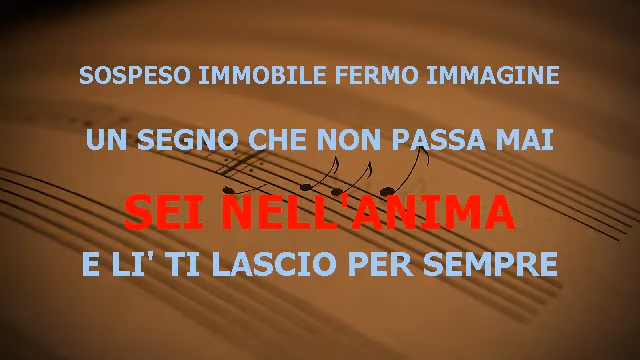 SOSPESO IMMOBILE FERMO IMMAGINE
UN SEGNO CHE NON PASSA MAI
SEI NELL'ANIMA
E LI' TI LASCIO PER SEMPRE